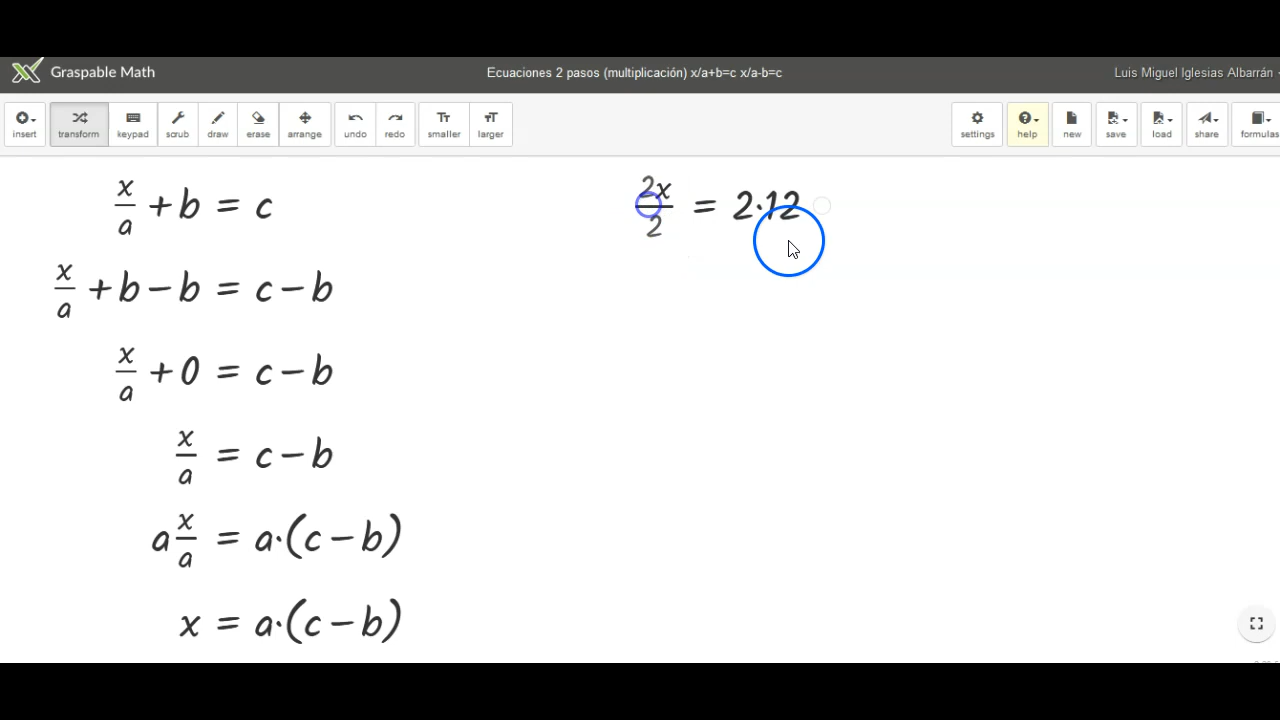 Graspable Math
Ecuaciones 2 pasos (multiplicación) x/a+b=c x/a-b=c
Luis Miguel Iglesias Albarrán
insert transform keypad scrub draw erase arrange undo redo smaller larger settings help new save load share formulas
x/a + b = c
x/a + b − b = c − b
x/a + 0 = c − b
x/a = c − b
a x/a = a·(c − b)
x = a·(c − b)
2x/2 = 2·12